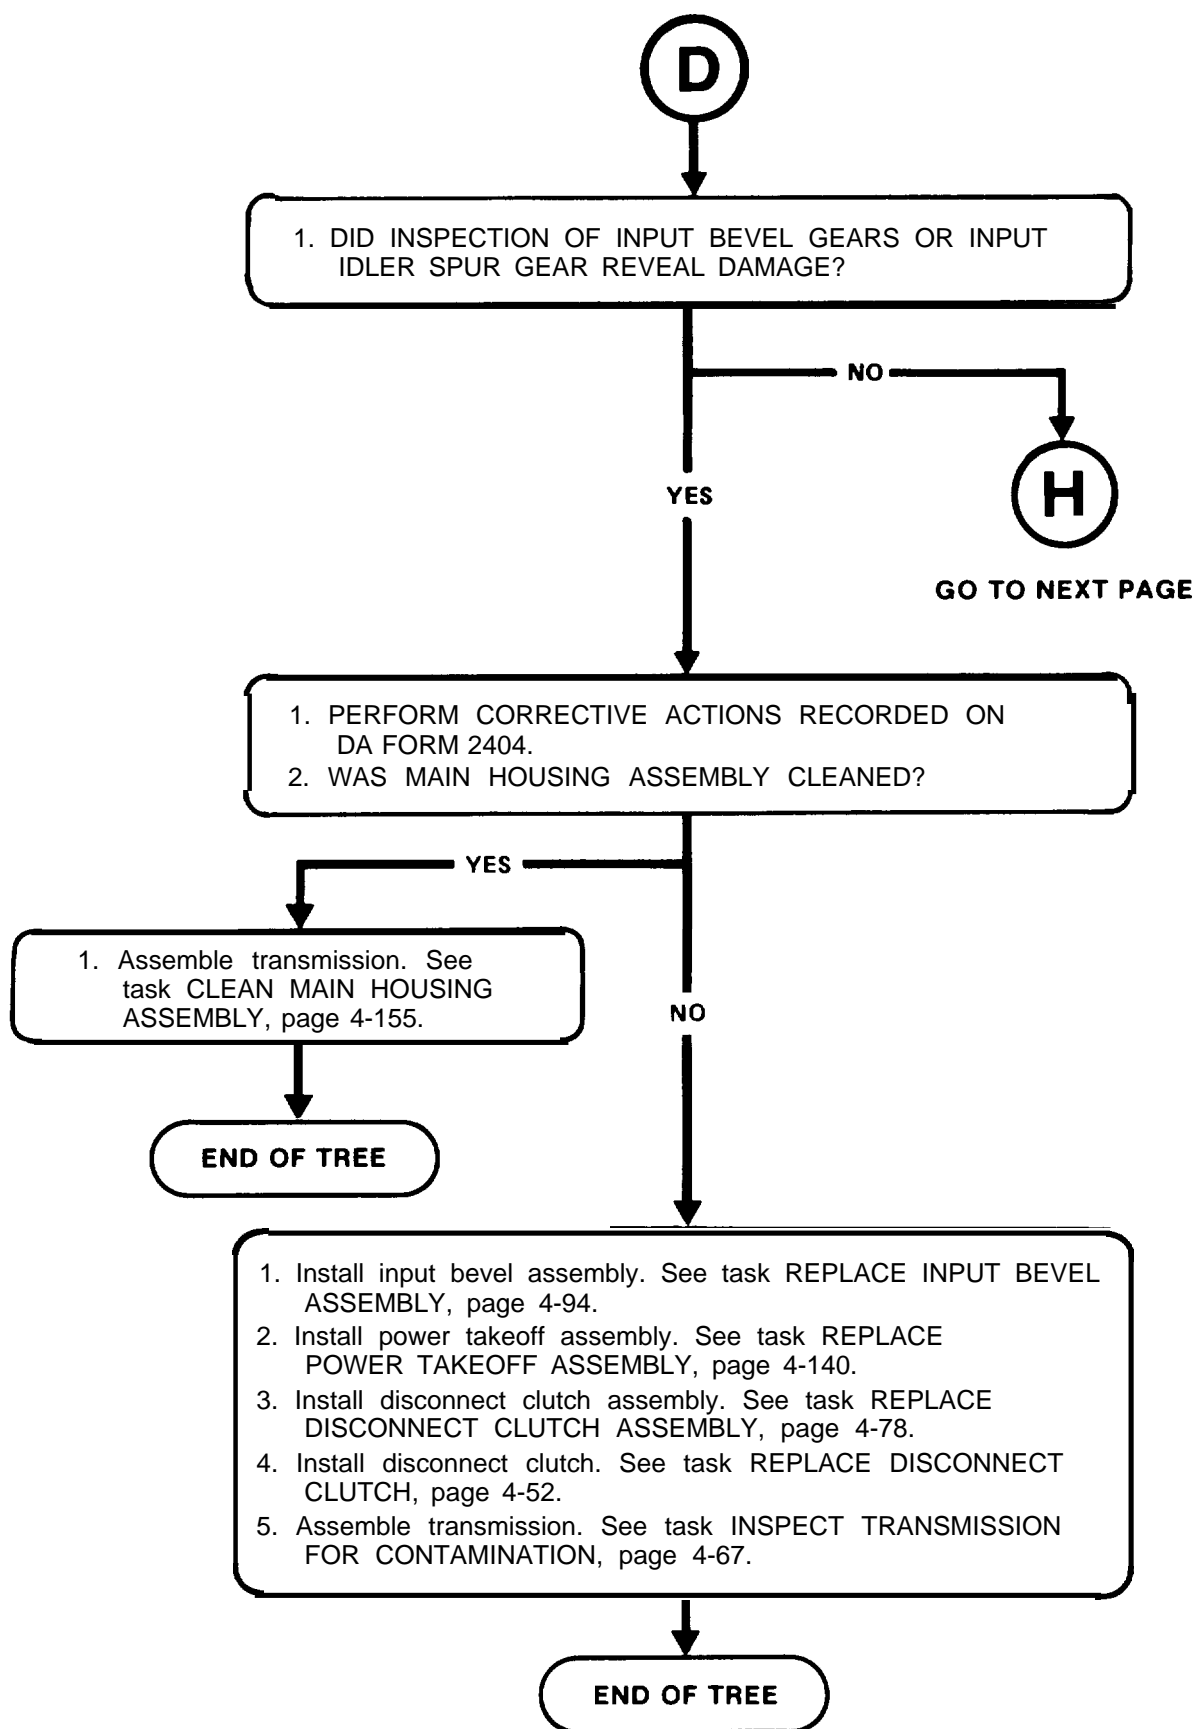 D
1. DID INSPECTION OF INPUT BEVEL GEARS OR INPUT
IDLER SPUR GEAR REVEAL DAMAGE?
NO
YES
H
GO TO NEXT PAGE
1. PERFORM CORRECTIVE ACTIONS RECORDED ON
DA FORM 2404.
2. WAS MAIN HOUSING ASSEMBLY CLEANED?
YES
1. Assemble transmission. See
task CLEAN MAIN HOUSING
ASSEMBLY, page 4-155.
NO
END OF TREE
1. Install input bevel assembly. See task REPLACE INPUT BEVEL
ASSEMBLY, page 4-94.
2. Install power takeoff assembly. See task REPLACE
POWER TAKEOFF ASSEMBLY, page 4-140.
3. Install disconnect clutch assembly. See task REPLACE
DISCONNECT CLUTCH ASSEMBLY, page 4-78.
4. Install disconnect clutch. See task REPLACE DISCONNECT
CLUTCH, page 4-52.
5. Assemble transmission. See task INSPECT TRANSMISSION
FOR CONTAMINATION, page 4-67.
END OF TREE